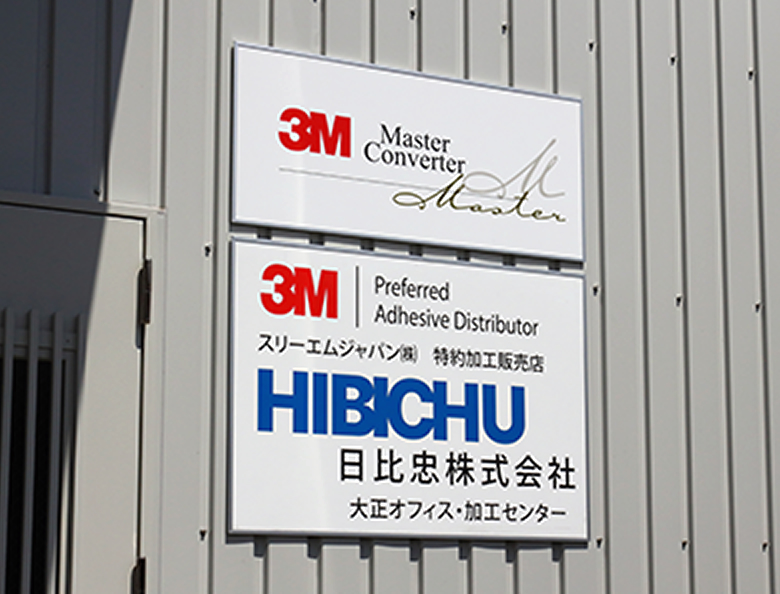 3M Master
Converter
M
Master
3M Preferred
Adhesive Distributor
スリーエムジャパン㈱ 特約加工販売店
HIBICHU
日比忠株式会社
大正オフィス・加工センター